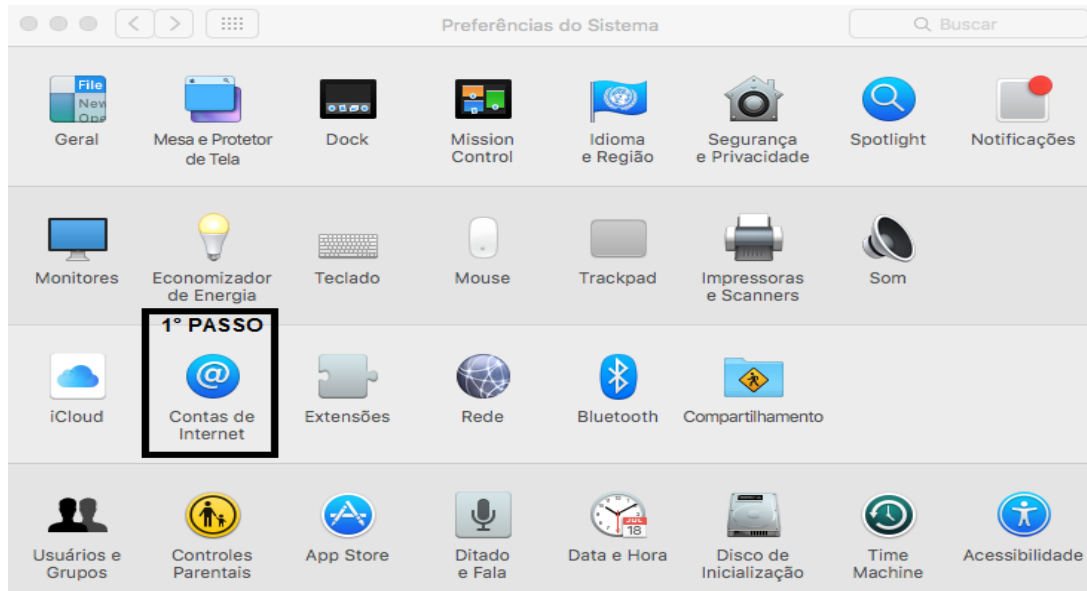 Preferências do Sistema
Buscar
File
New
Ope
Geral
Mesa e Protetor
de Tela
Dock
Mission
Control
Idioma
e Região
Segurança
e Privacidade
Spotlight
Notificações
Monitores
Economizador
de Energia
Teclado
Mouse
Trackpad
Impressoras
e Scanners
Som
1° PASSO
iCloud
@
Contas de
Internet
Extensões
Rede
Bluetooth
Compartilhamento
Usuários e
Grupos
Controles
Parentais
App Store
Ditado
e Fala
JUL
18
Data e Hora
Disco de
Inicialização
Time
Machine
Acessibilidade